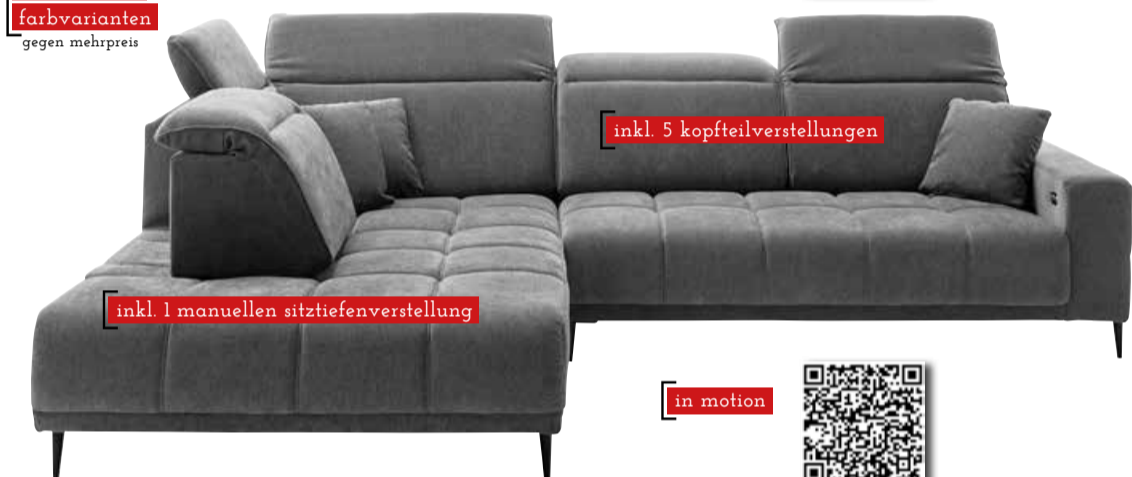 farbvarianten
gegen mehrpreis
inkl. 5 kopfteilverstellungen
inkl. 1 manuellen sitztiefenverstellung
in motion